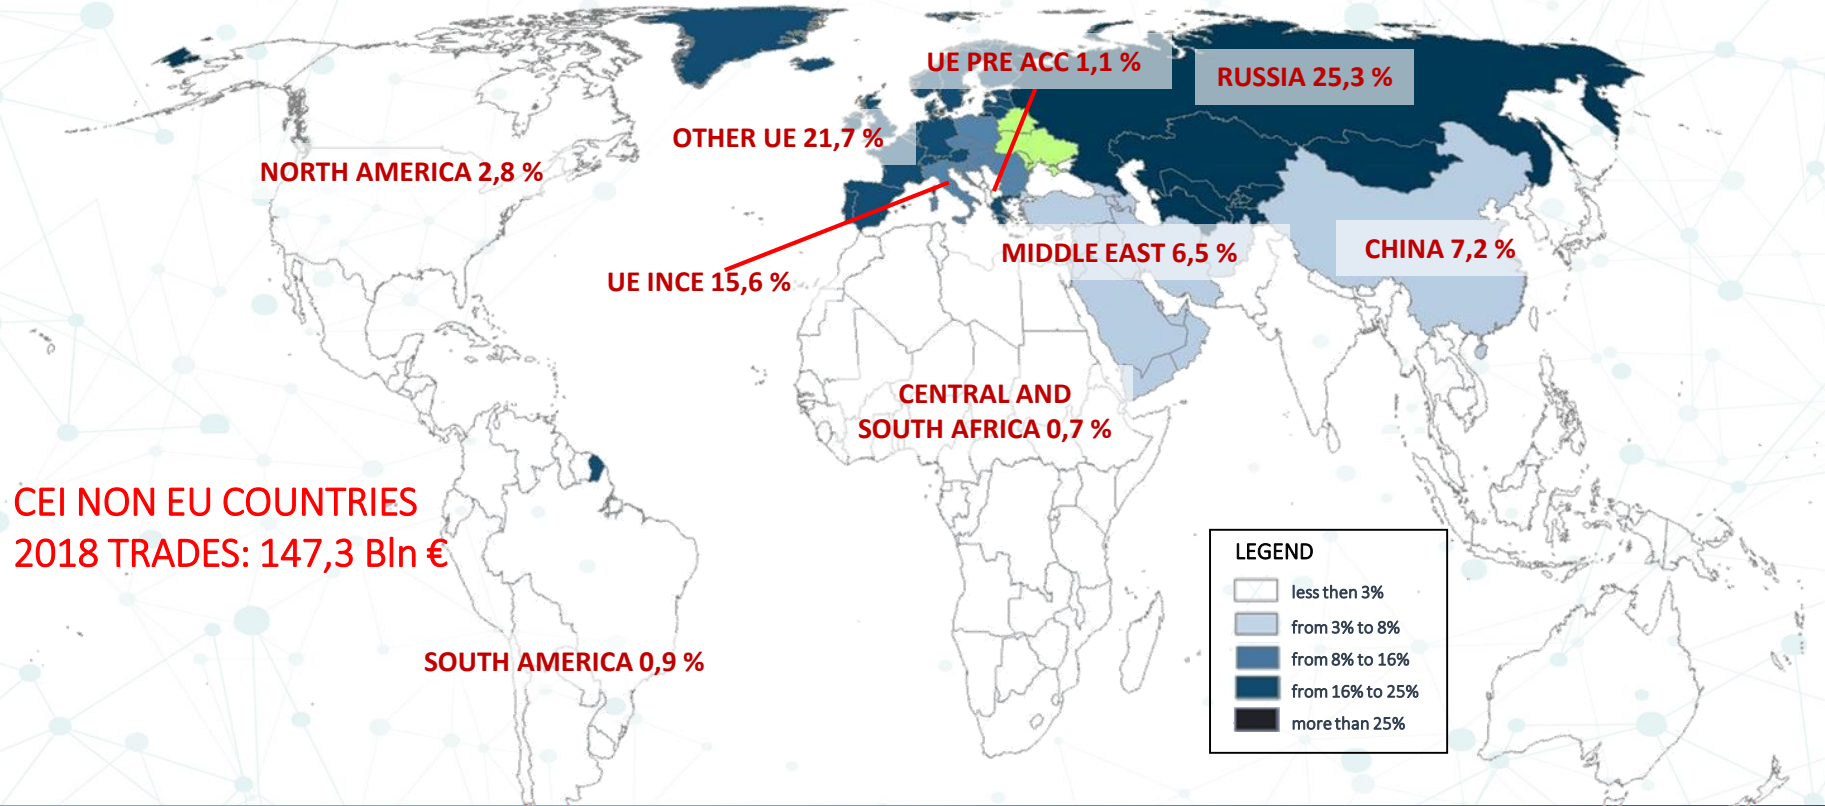 UE PRE ACC 1,1 %
RUSSIA 25,3 %
OTHER UE 21,7 %
NORTH AMERICA 2,8 %
MIDDLE EAST 6,5 %
CHINA 7,2 %
UE INCE 15,6 %
CENTRAL AND
SOUTH AFRICA 0,7 %
CEI NON EU COUNTRIES
2018 TRADES: 147,3 Bln €
SOUTH AMERICA 0,9 %
LEGEND
less then 3%
from 3% to 8%
from 8% to 16%
from 16% to 25%
more than 25%